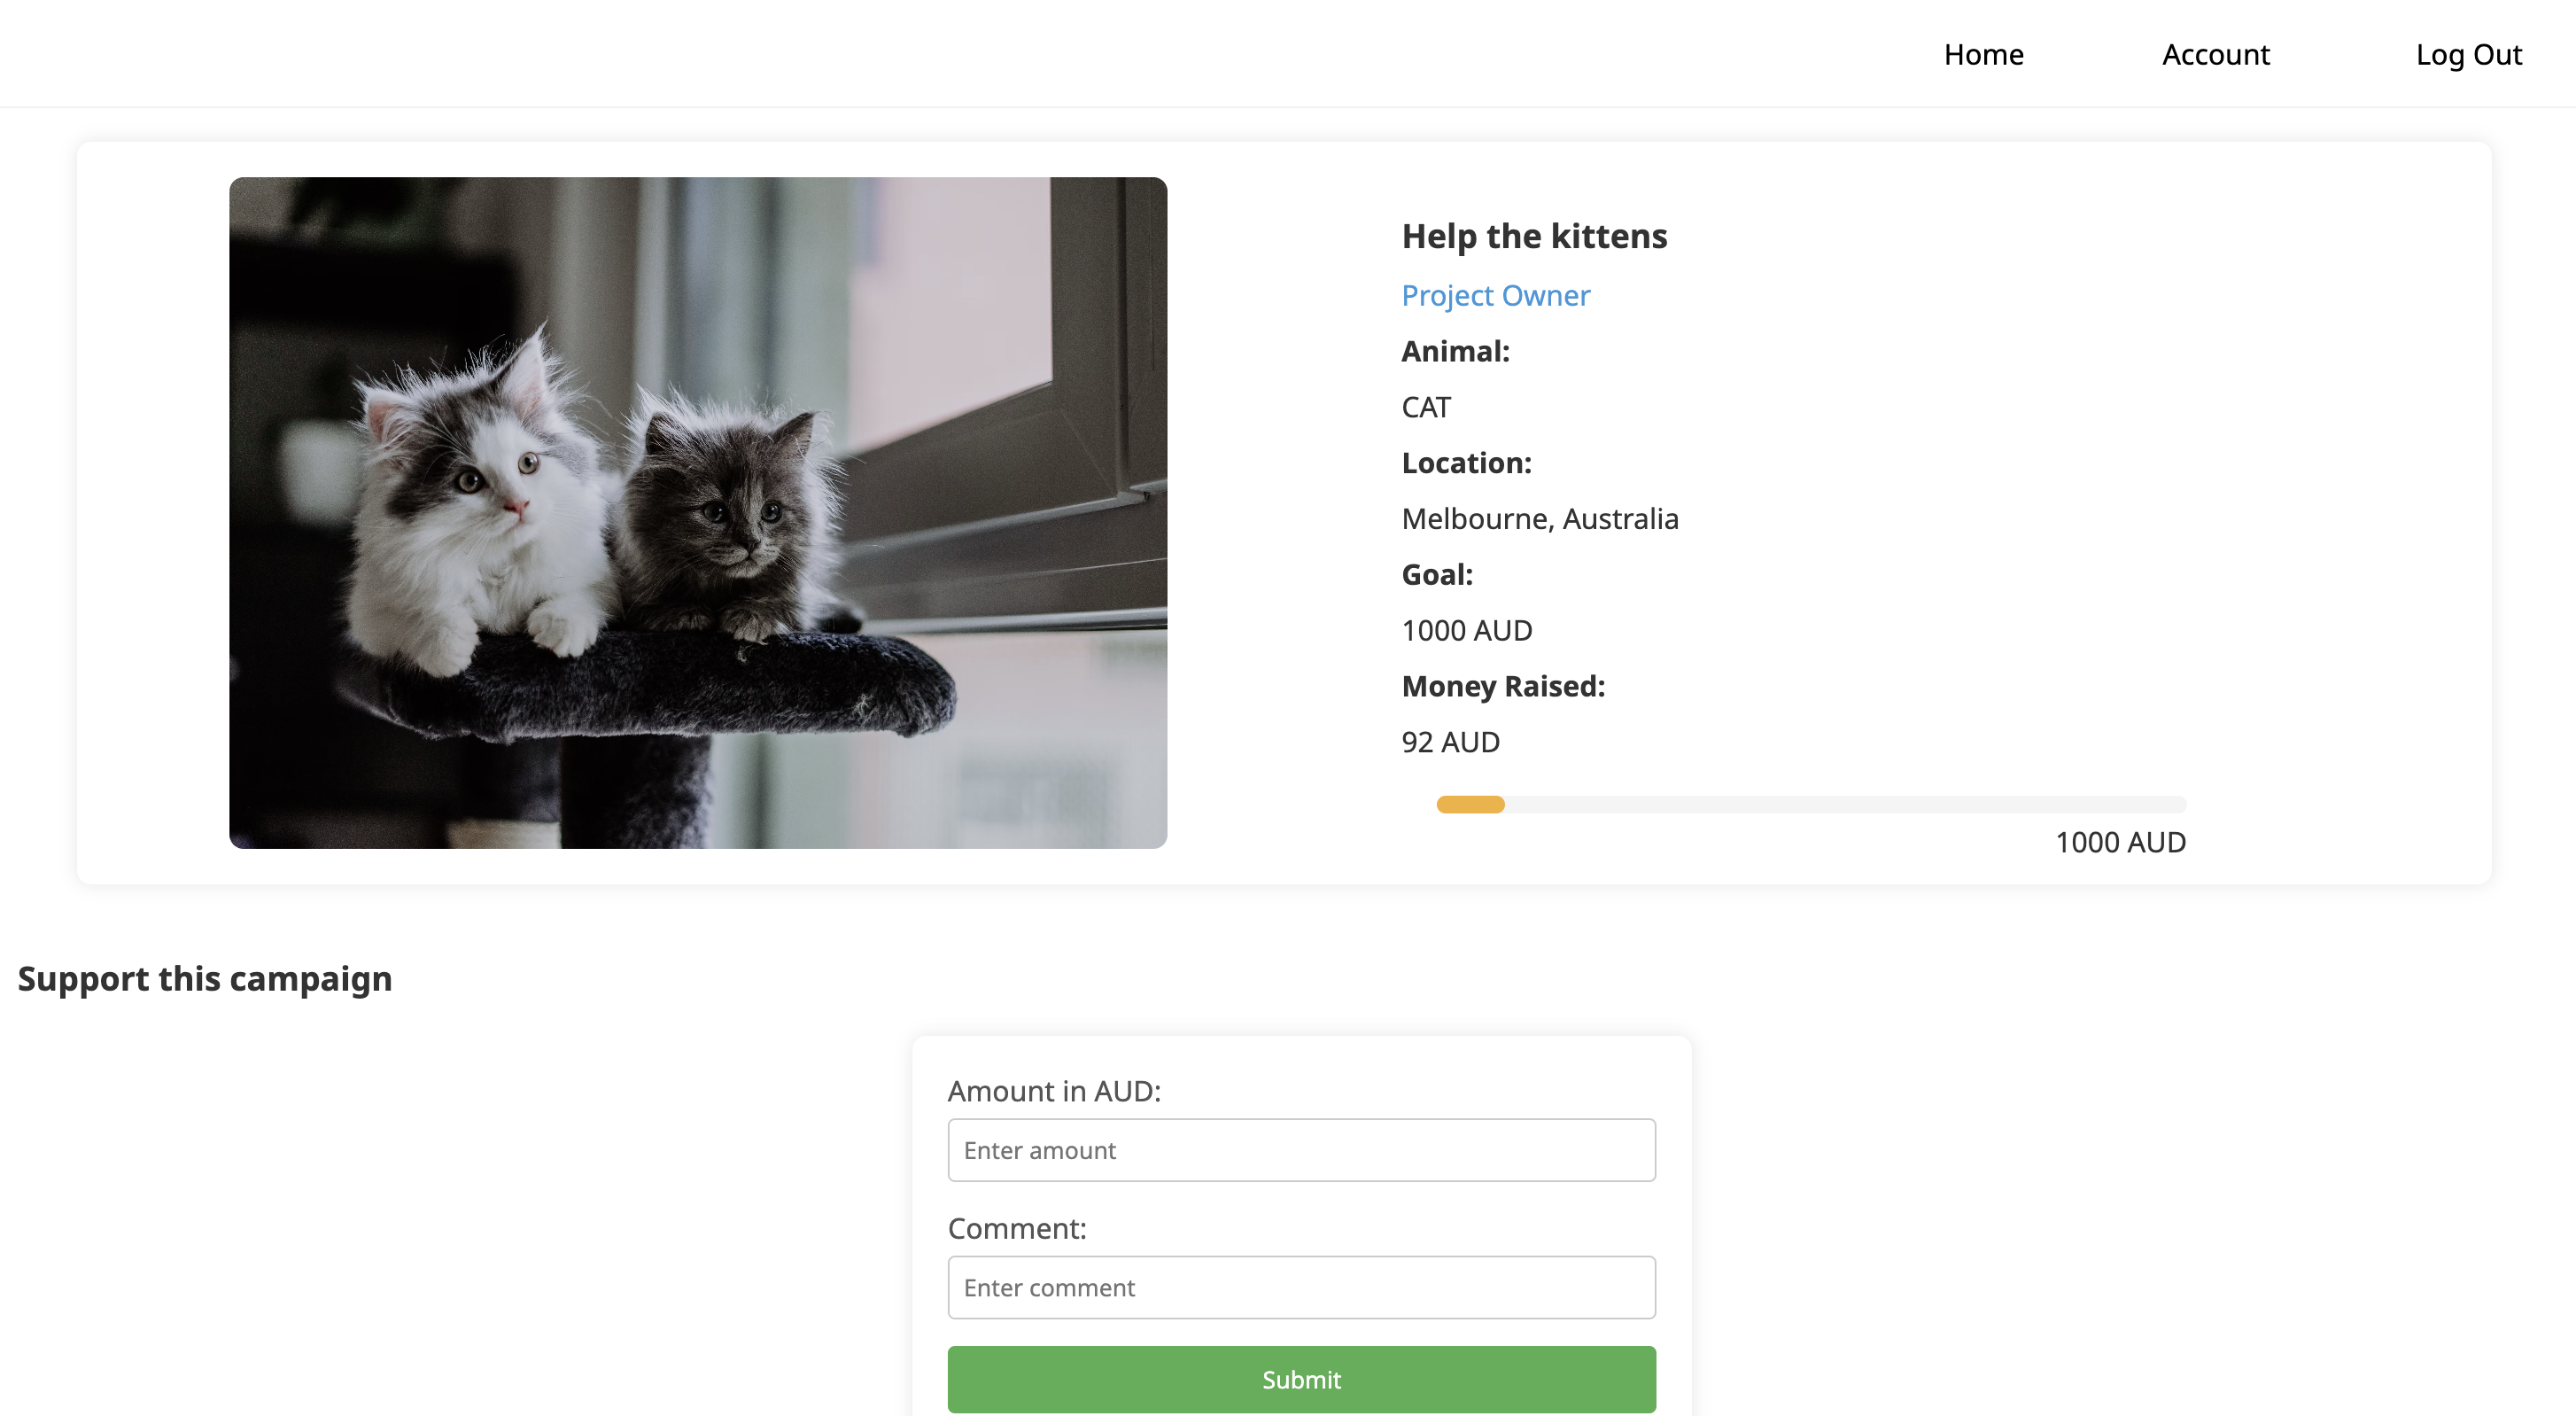 Home Account Log Out
Help the kittens
Project Owner
Animal:
CAT
Location:
Melbourne, Australia
Goal:
1000 AUD
Money Raised:
92 AUD
1000 AUD
Support this campaign
Amount in AUD:
Enter amount
Comment:
Enter comment
Submit